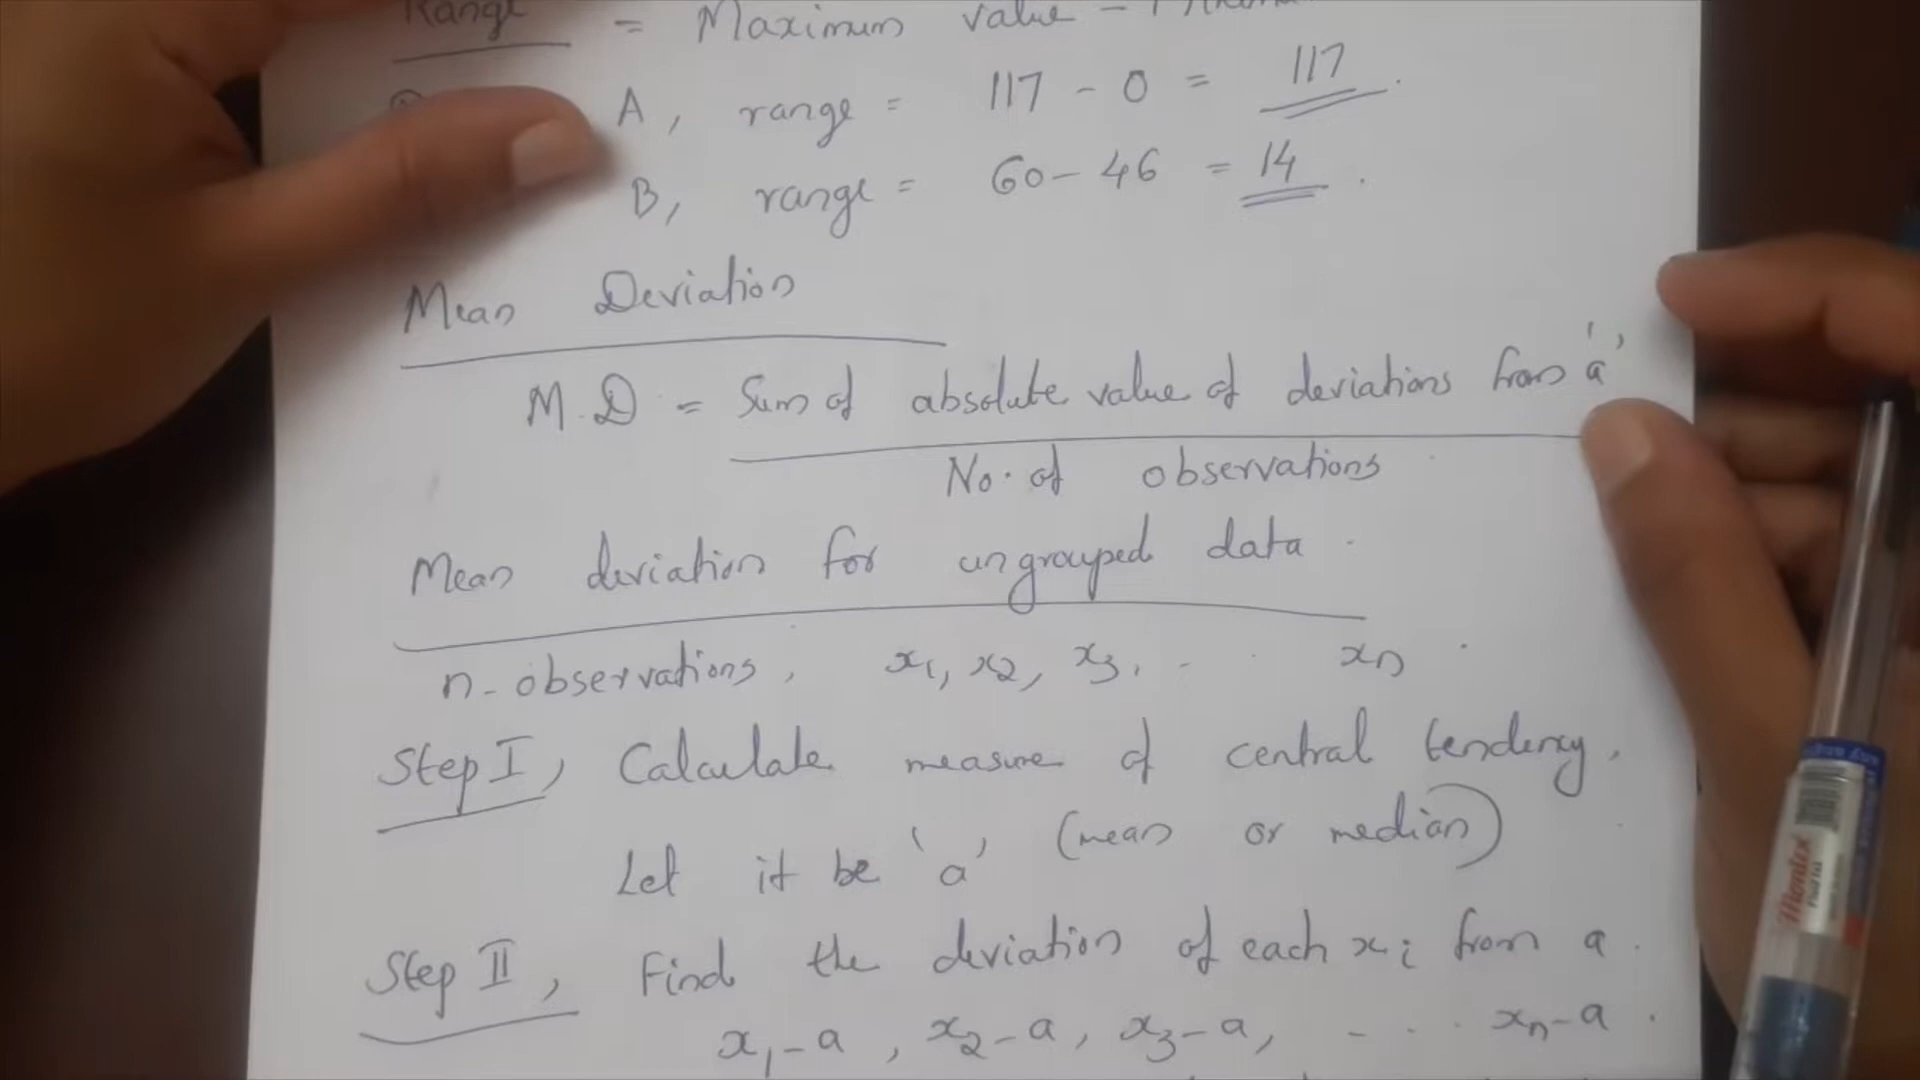 Range = Maximum value -
A, range = 117 - 0 = 117
B, range = 60 - 46 = 14.
Mean Deviation
M.D = Sum of absolute value of deviations from 'a'
No. of observations
Mean deviation for ungrouped data.
n-observations, x1, x2, x3, - . xn.
Step I, Calculate measure of central tendency.
Let it be 'a' (mean or median)
Step II, Find the deviation of each xi from a.
x1-a, x2-a, x3-a, - . . xn-a.
Montex